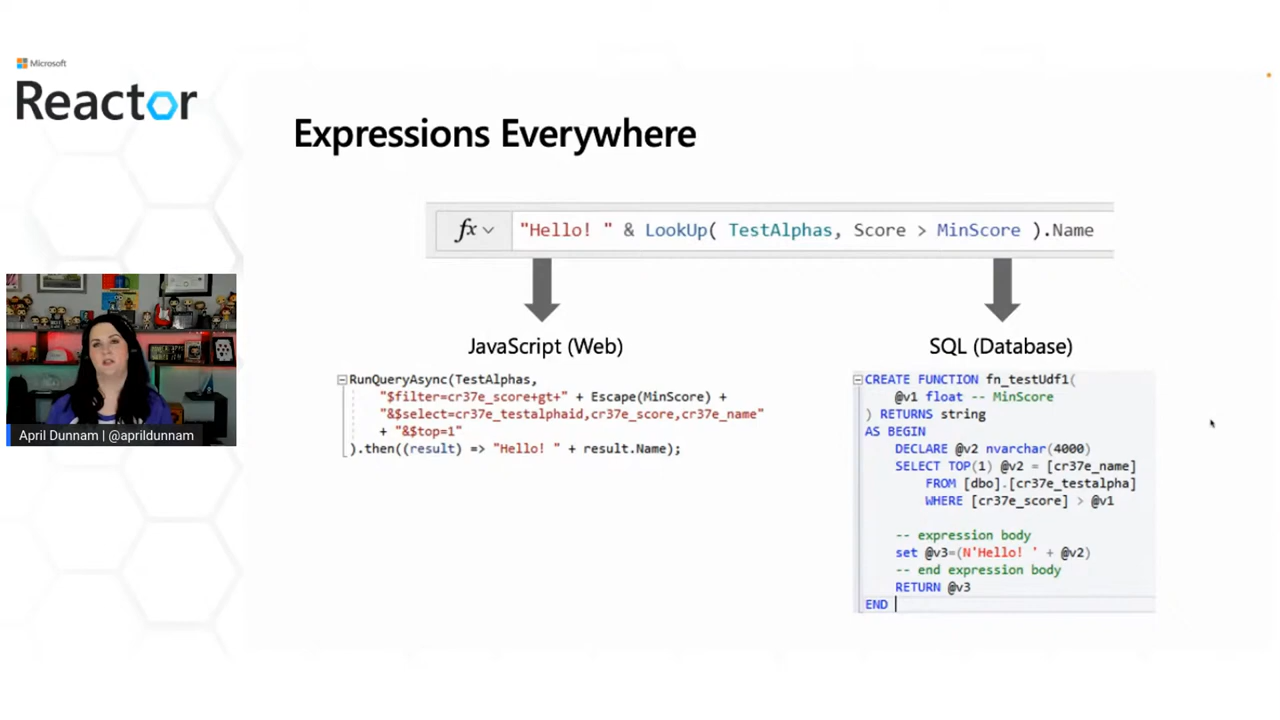 Microsoft
Reactor
Expressions Everywhere
fx "Hello! " & LookUp( TestAlphas, Score > MinScore ).Name
JavaScript (Web)
RunQueryAsync(TestAlphas,
"$filter=cr37e_score+gt+" + Escape(MinScore) +
"&$select=cr37e_testalphaid,cr37e_score,cr37e_name"
+ "&$top=1"
).then((result) => "Hello! " + result.Name);
SQL (Database)
CREATE FUNCTION fn_testUdf1(
@v1 float -- MinScore
) RETURNS string
AS BEGIN
DECLARE @v2 nvarchar(4000)
SELECT TOP(1) @v2 = [cr37e_name]
FROM [dbo].[cr37e_testalpha]
WHERE [cr37e_score] > @v1
-- expression body
set @v3=(N'Hello! ' + @v2)
-- end expression body
RETURN @v3
END
April Dunnam | @aprildunnam